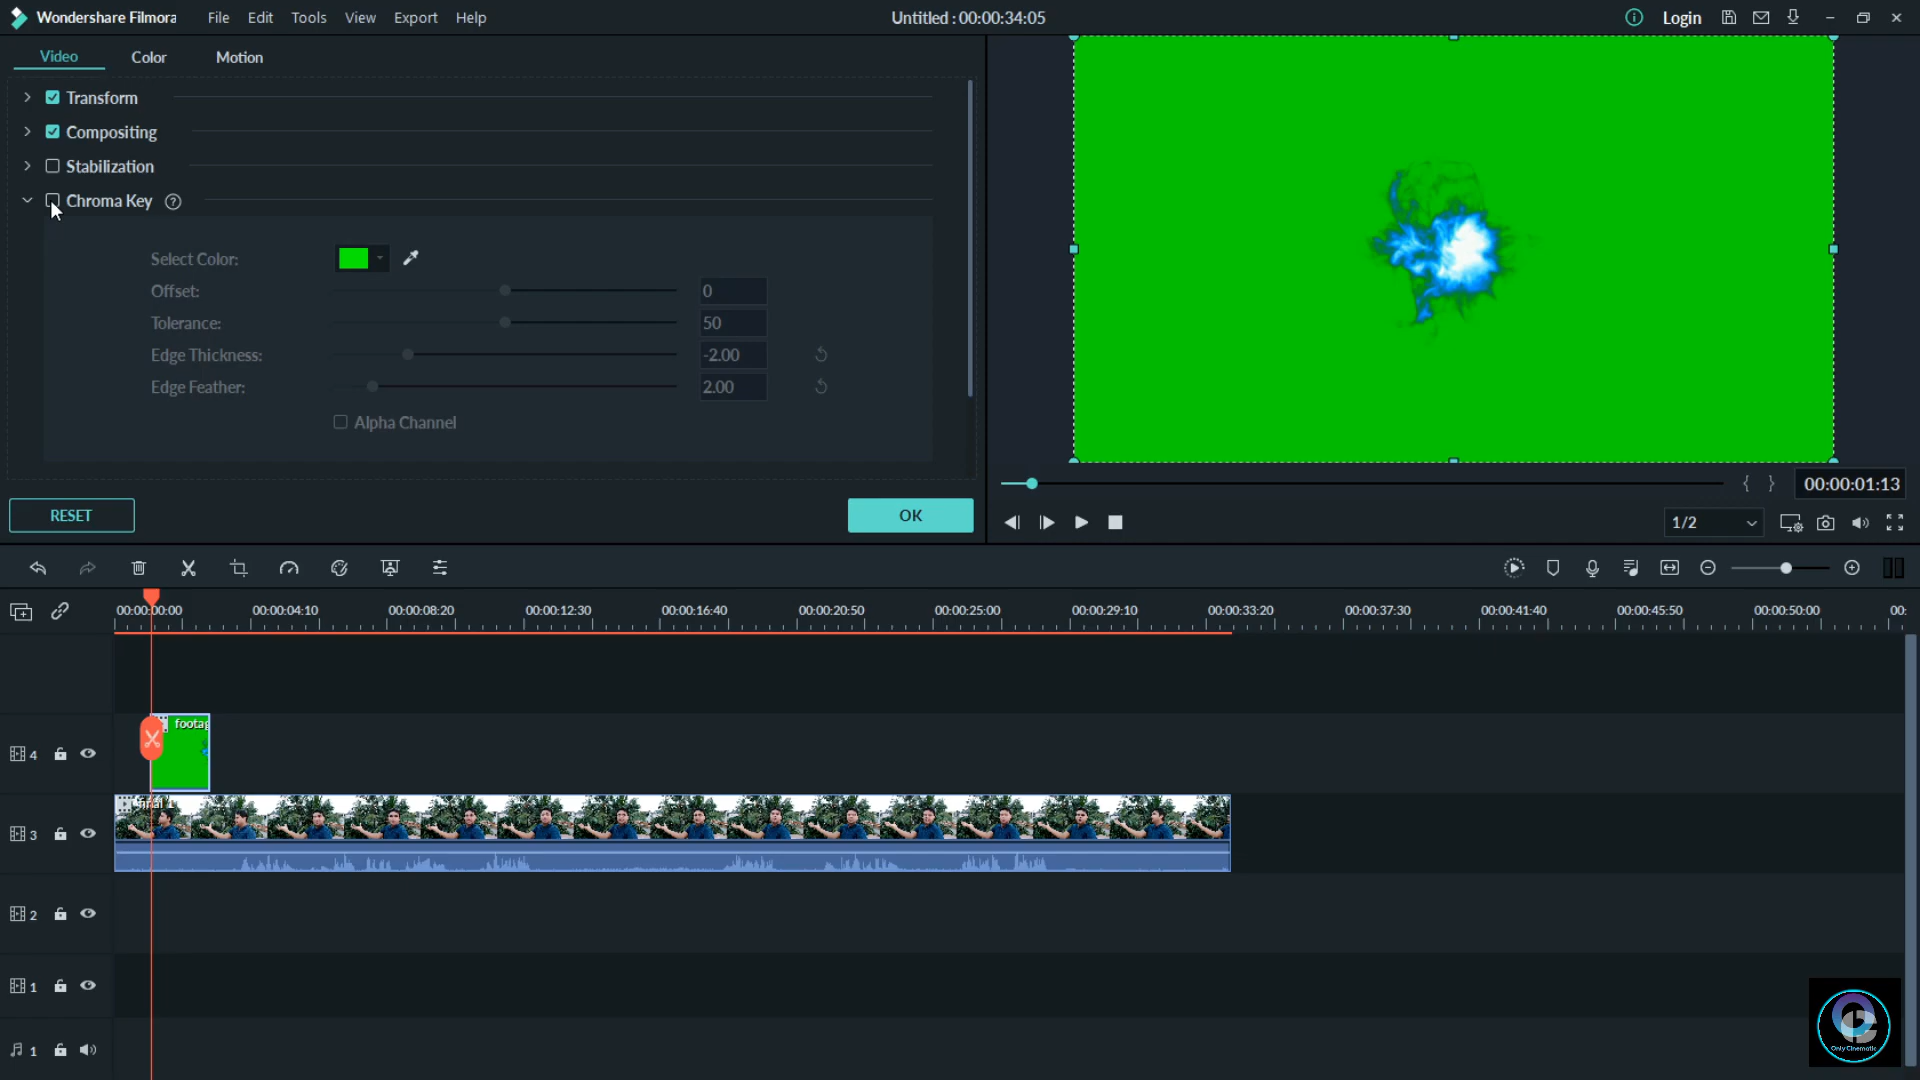 Wondershare Filmora File Edit Tools View Export Help Untitled : 00:00:34:05 Login
Video Color Motion
Transform
Compositing
Stabilization
Chroma Key ?
Select Color:
Offset: 0
Tolerance: 50
Edge Thickness: -2.00
Edge Feather: 2.00
Alpha Channel
RESET OK
00:00:01:13
1/2
00:00:00:00 00:00:04:10 00:00:08:20 00:00:12:30 00:00:16:40 00:00:20:50 00:00:25:00 00:00:29:10 00:00:33:20 00:00:37:30 00:00:41:40 00:00:45:50 00:00:50:00 00:
footag
4
final 1
3
2
1
1
Only Cinematic